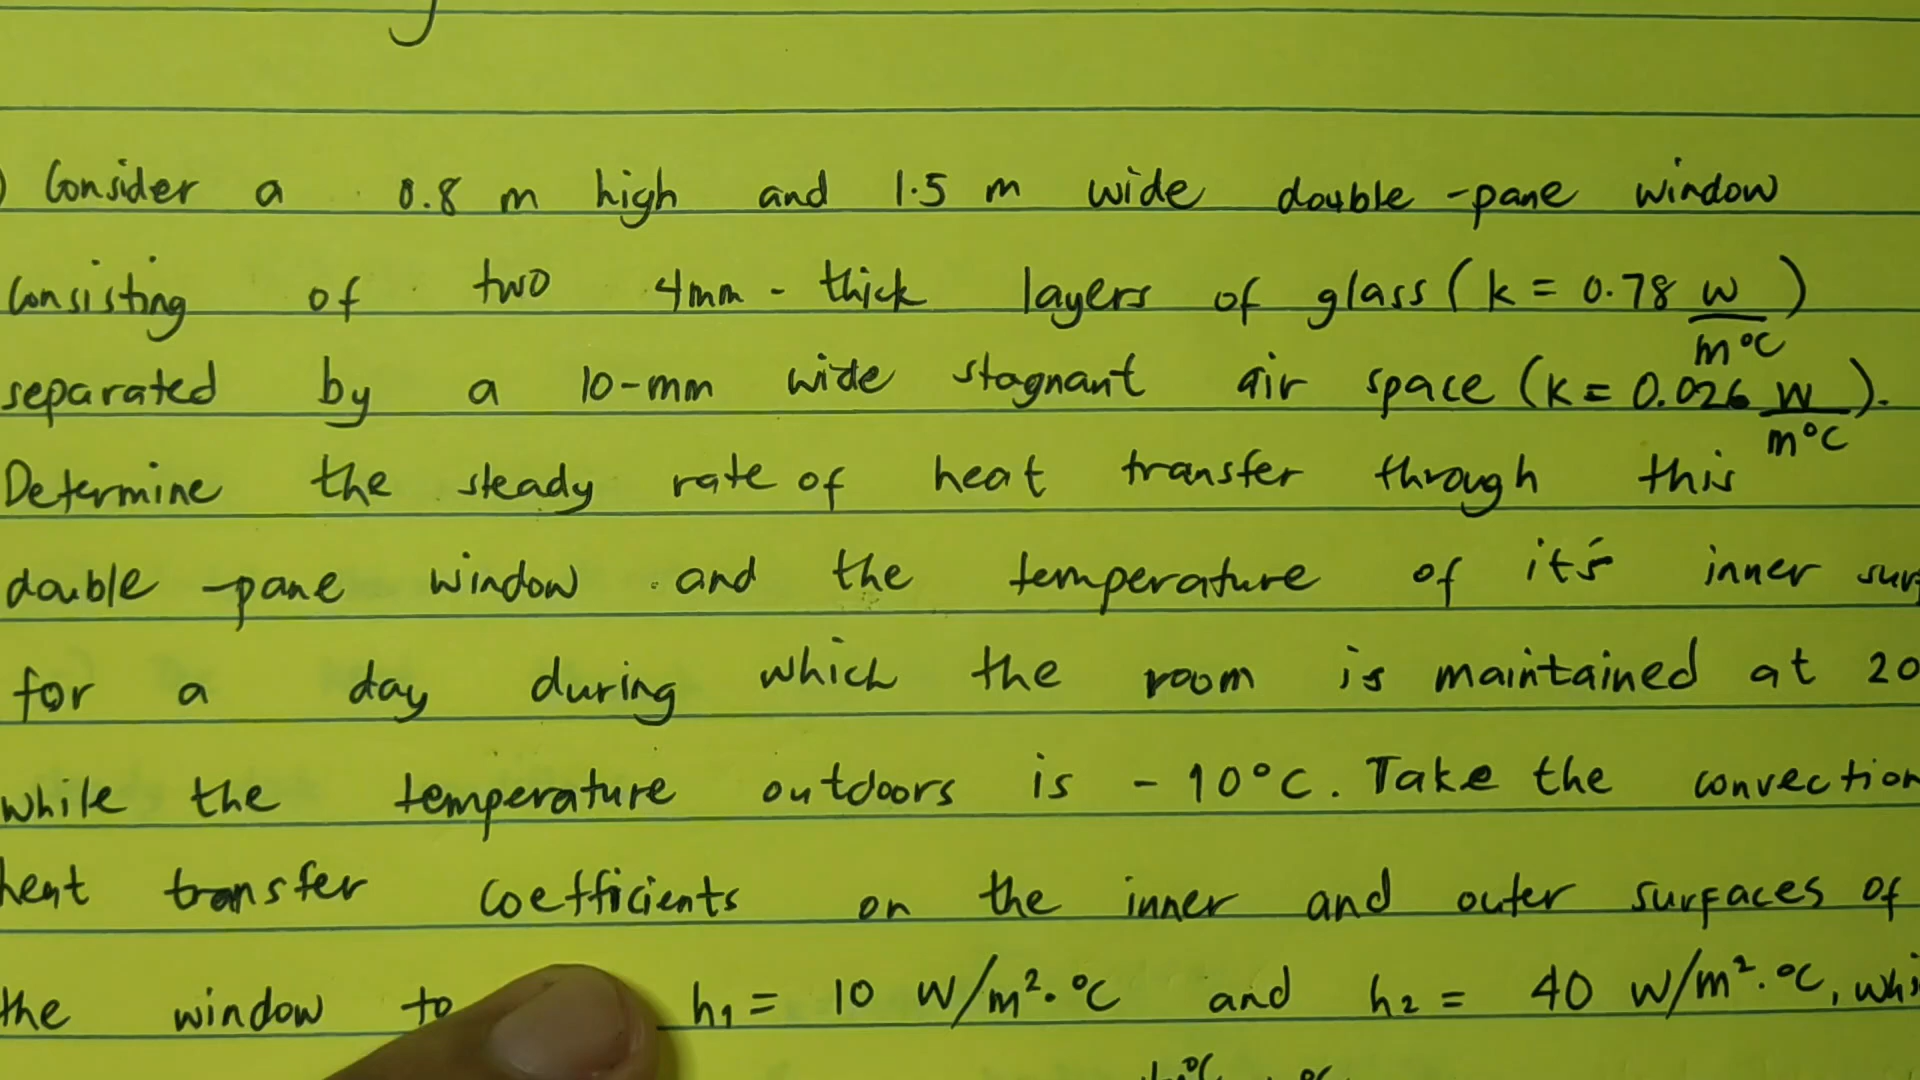 ) Consider a 0.8 m high and 1.5 m wide double-pane window
consisting of two 4mm-thick layers of glass (k = 0.78 W/m°C)
separated by a 10-mm wide stagnant air space (k = 0.026 W/m°C).
Determine the steady rate of heat transfer through this
double-pane window and the temperature of it's inner
for a day during which the room is maintained at 20
while the temperature outdoors is -10°C. Take the convection
heat transfer coefficients on the inner and outer surfaces of
the window to h₁ = 10 W/m².°C and h₂ = 40 W/m².°C,